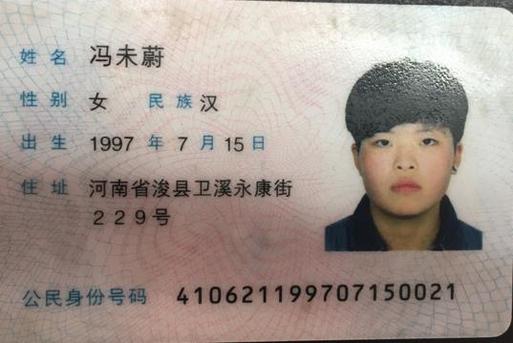 姓名 冯未蔚
性别 女 民族 汉
出生 1997 年 7 月 15 日
住址 河南省浚县卫溪永康街
229号
公民身份号码 410621199707150021